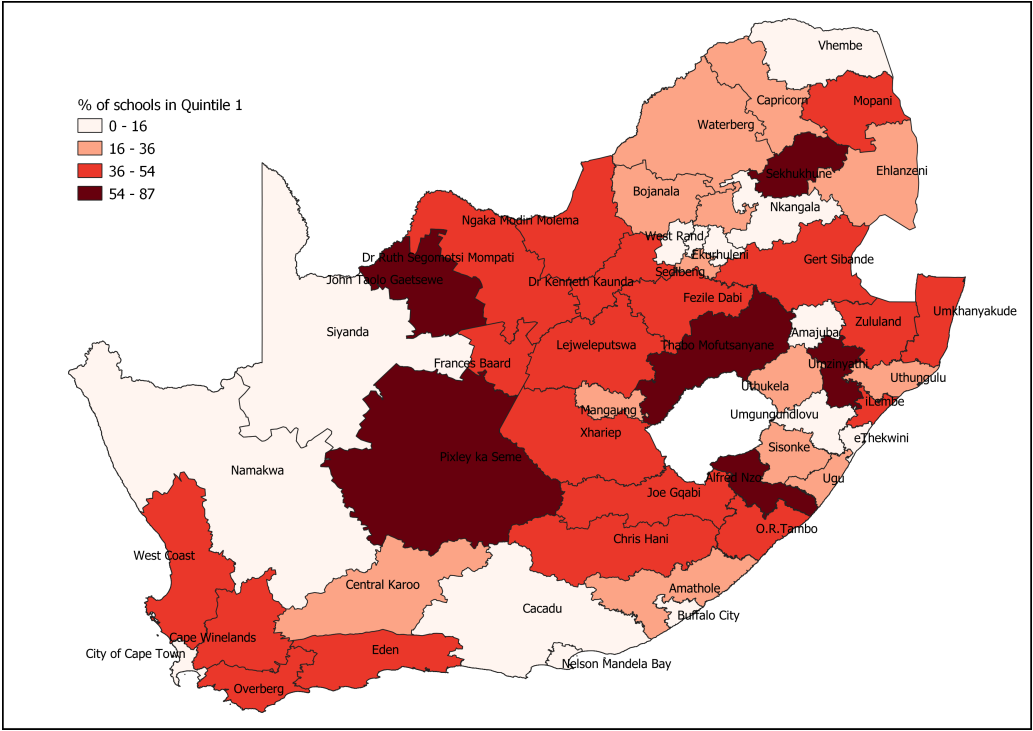 Vhembe
% of schools in Quintile 1
0 - 16
16 - 36
36 - 54
54 - 87
Capricorn
Mopani
Waterberg
Sekhukhune
Ehlanzeni
Bojanala
Nkangala
Ngaka Modiri Molema
West Rand
Ekurhuleni
Dr Ruth Segomotsi Mompati
Gert Sibande
Sedibeng
John Taolo Gaetsewe
Dr Kenneth Kaunda
Fezile Dabi
Umkhanyakude
Zululand
Siyanda
Amajuba
Lejweleputswa
Thabo Mofutsanyane
Frances Baard
Umzinyathi
Uthungulu
Uthukela
iLembe
Mangaung
Umgungundlovu
Xhariep
eThekwini
Sisonke
Pixley ka Seme
Namakwa
Alfred Nzo
Ugu
Joe Gqabi
O.R.Tambo
Chris Hani
West Coast
Central Karoo
Amathole
Cacadu
Buffalo City
Cape Winelands
Eden
City of Cape Town
Nelson Mandela Bay
Overberg